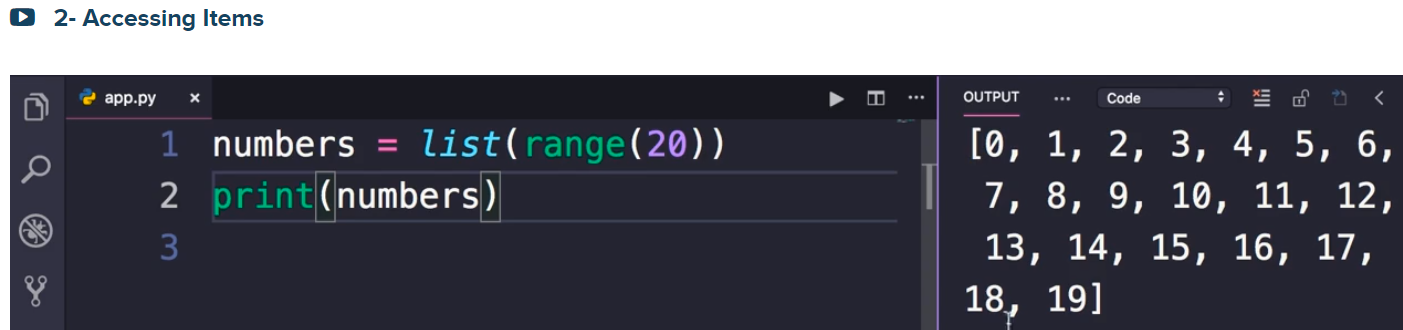 2- Accessing Items
app.py ×
OUTPUT ... Code
1 numbers = list(range(20))
2 print(numbers)
3
[0, 1, 2, 3, 4, 5, 6,
7, 8, 9, 10, 11, 12,
13, 14, 15, 16, 17,
18, 19]